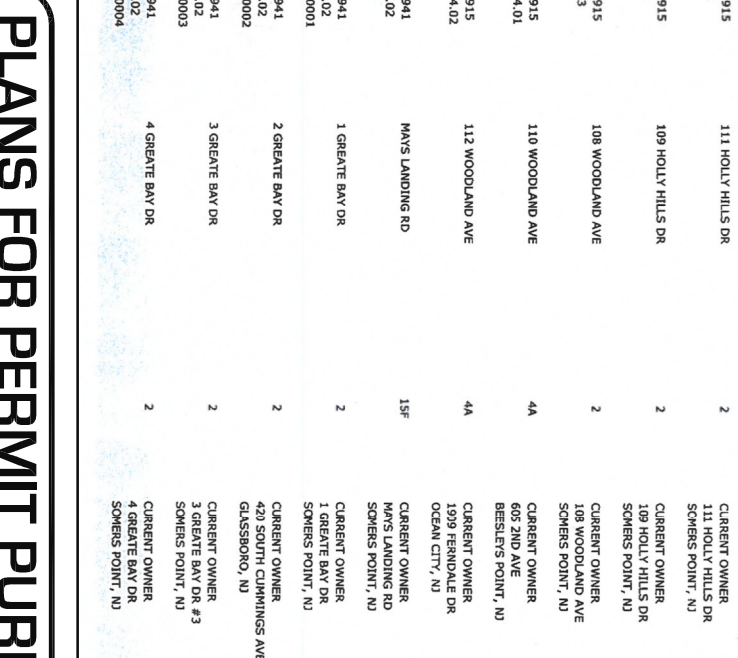 915 111 HOLLY HILLS DR 2 CURRENT OWNER
111 HOLLY HILLS DR
SOMERS POINT, NJ
915 109 HOLLY HILLS DR 2 CURRENT OWNER
109 HOLLY HILLS DR
SOMERS POINT, NJ
915 108 WOODLAND AVE 2 CURRENT OWNER
3 108 WOODLAND AVE
SOMERS POINT, NJ
915 110 WOODLAND AVE 4A CURRENT OWNER
4.01 605 2ND AVE
BEESLEYS POINT, NJ
915 112 WOODLAND AVE 4A CURRENT OWNER
4.02 1909 FERNDALE DR
OCEAN CITY, NJ
941 MAYS LANDING RD 15F CURRENT OWNER
.02 MAYS LANDING RD
SOMERS POINT, NJ
941 1 GREATE BAY DR 2 CURRENT OWNER
.02 1 GREATE BAY DR
0001 SOMERS POINT, NJ
941 2 GREATE BAY DR 2 CURRENT OWNER
.02 420 SOUTH CUMMINGS AVE
0002 GLASSBORO, NJ
941 3 GREATE BAY DR 2 CURRENT OWNER
.02 3 GREATE BAY DR #3
0003 SOMERS POINT, NJ
941 4 GREATE BAY DR 2 CURRENT OWNER
.02 4 GREATE BAY DR
0004 SOMERS POINT, NJ
PLANS FOR PERMIT PUR